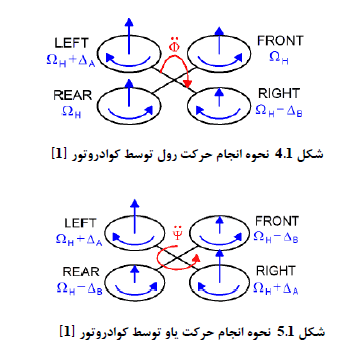 LEFT
Ω_H+Δ_A
Φ̈
FRONT
Ω_H
REAR
Ω_H
RIGHT
Ω_H−Δ_B
شکل 4.1 نحوه انجام حرکت رول توسط کوادروتور [1]
LEFT
Ω_H+Δ_A
Ψ̈
FRONT
Ω_H−Δ_B
REAR
Ω_H−Δ_B
RIGHT
Ω_H+Δ_A
شکل 5.1 نحوه انجام حرکت یاو توسط کوادروتور [1]